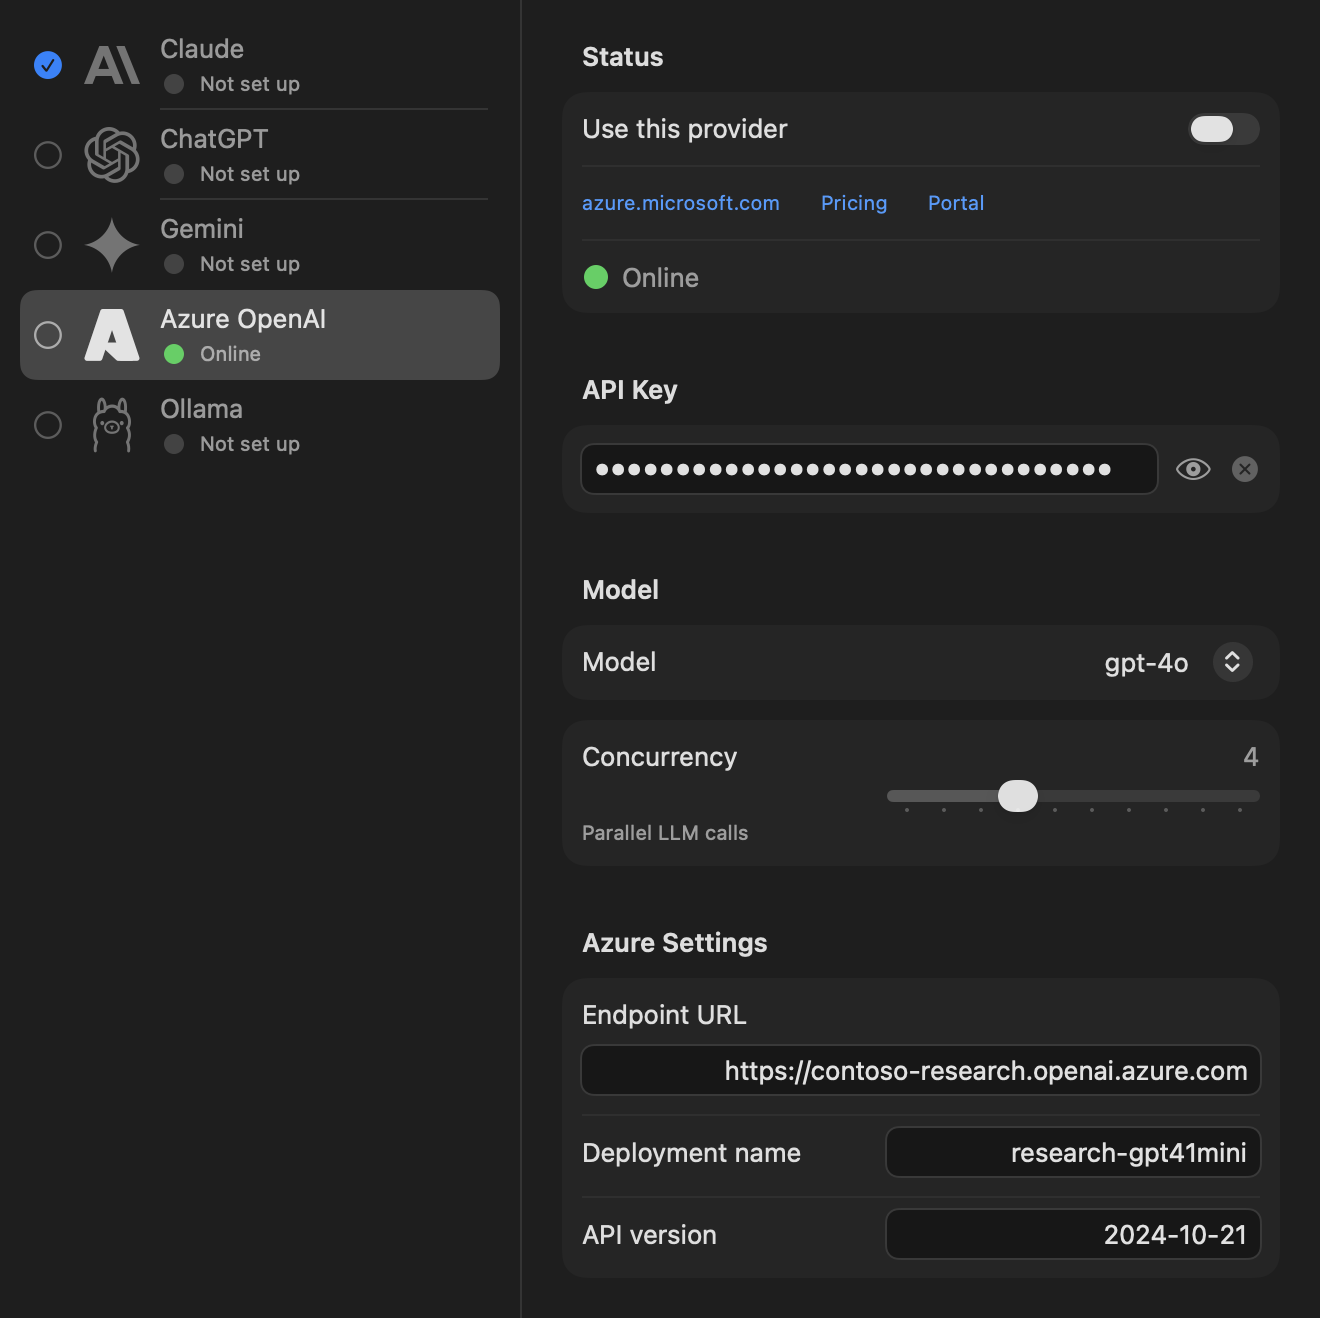 Claude
Not set up
ChatGPT
Not set up
Gemini
Not set up
Azure OpenAI
Online
Ollama
Not set up
Status
Use this provider
azure.microsoft.com Pricing Portal
Online
API Key
Model
Model gpt-4o
Concurrency 4
Parallel LLM calls
Azure Settings
Endpoint URL
https://contoso-research.openai.azure.com
Deployment name research-gpt41mini
API version 2024-10-21